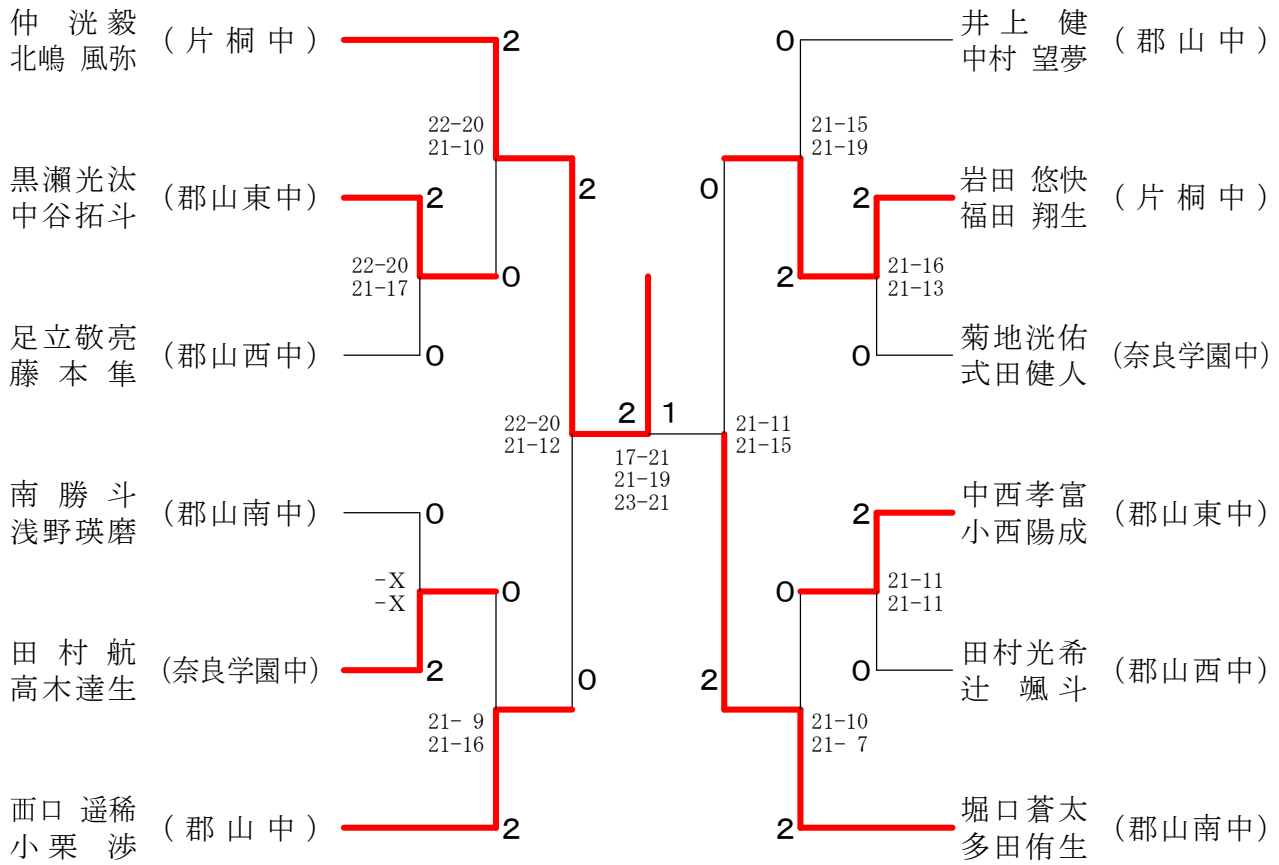 仲 洸毅
北嶋 風弥
(片桐中)
2
22-20
21-10
黒瀬光汰
中谷拓斗
(郡山東中)
2
22-20
21-17
0
足立敬亮
藤本隼
(郡山西中)
0
2
22-20
21-12
南勝斗
浅野瑛磨
(郡山南中)
0
-X
-X
0
田村航
高木達生
(奈良学園中)
2
21- 9
21-16
0
西口 遥稀
小栗 渉
(郡山中)
2
2
1
17-21
21-19
23-21
0
井上 健
中村 望夢
(郡山中)
21-15
21-19
0
2
岩田 悠快
福田 翔生
(片桐中)
2
21-16
21-13
0
菊地洸佑
式田健人
(奈良学園中)
21-11
21-15
2
中西孝富
小西陽成
(郡山東中)
0
21-11
21-11
0
田村光希
辻颯斗
(郡山西中)
2
21-10
21- 7
2
堀口蒼太
多田侑生
(郡山南中)